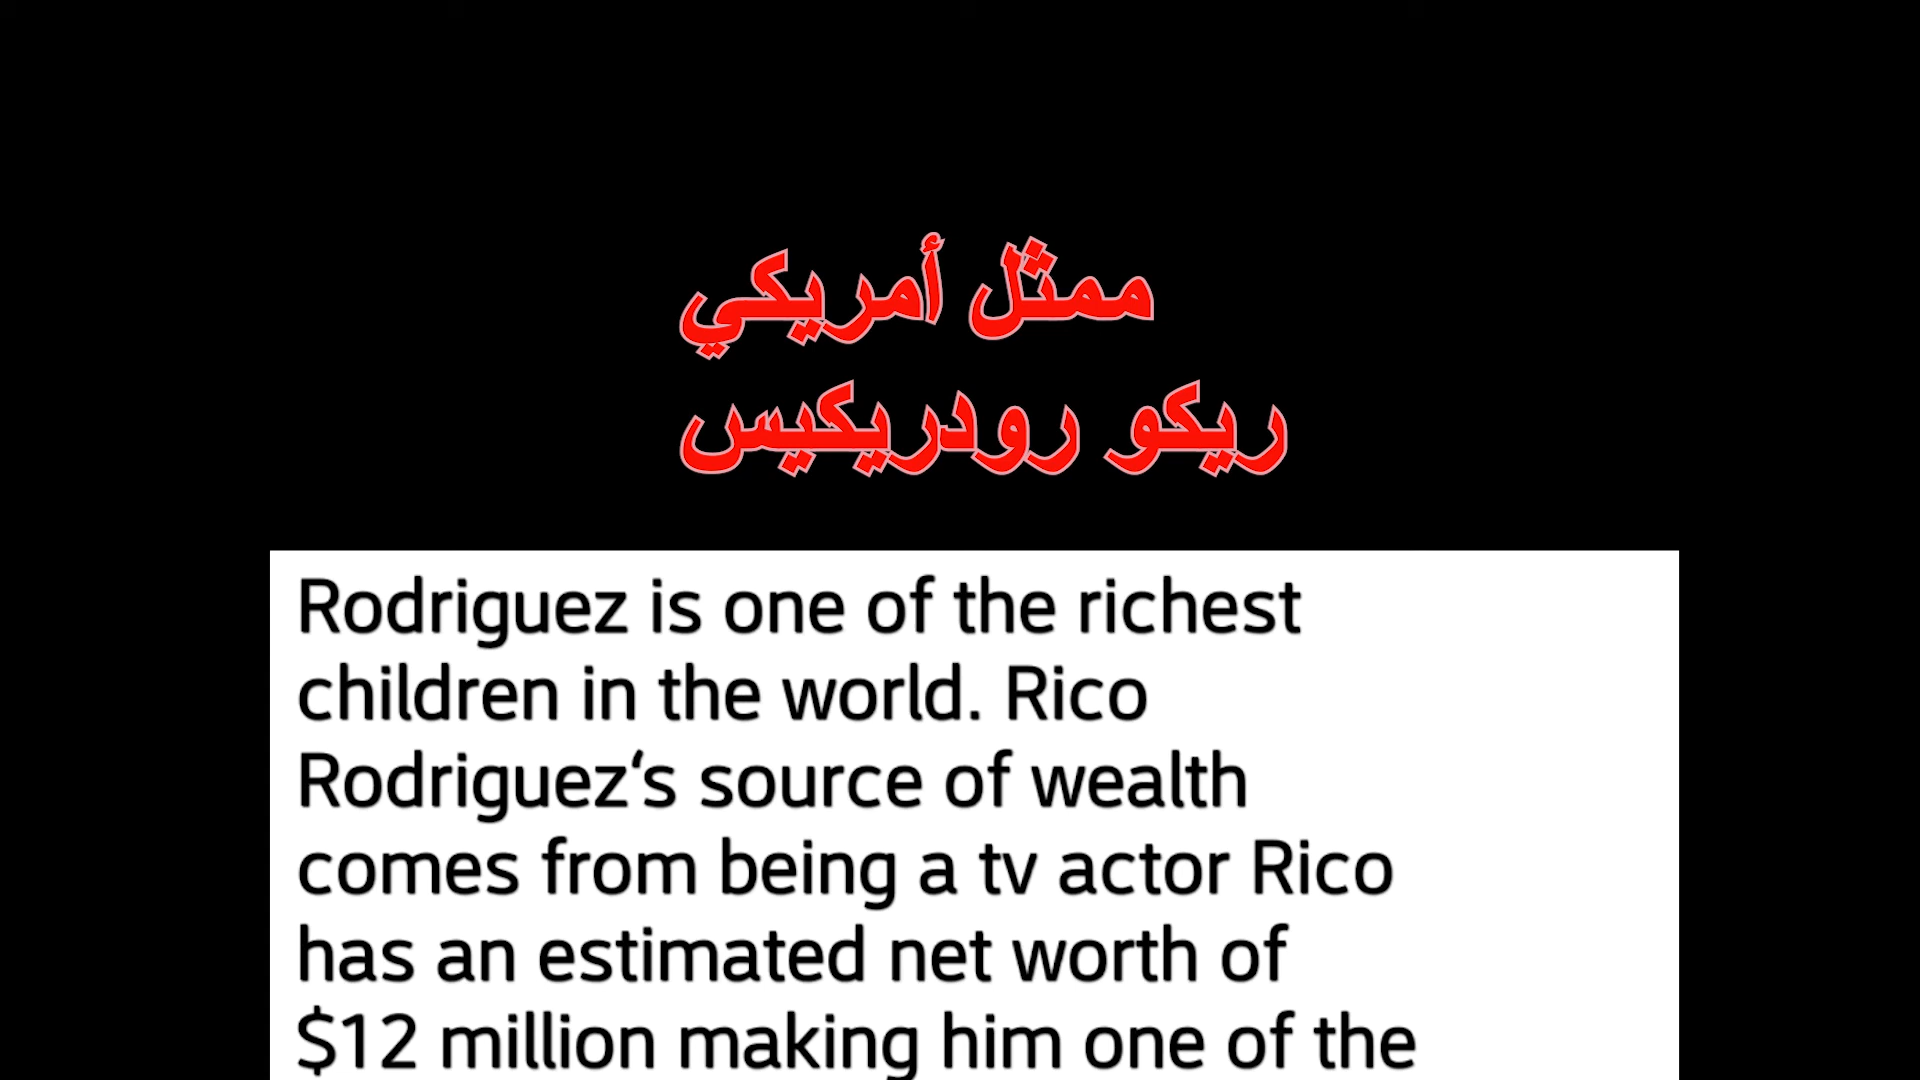 ممثل أمريكي
ريكو رودريكيس
Rodriguez is one of the richest
children in the world. Rico
Rodriguez‘s source of wealth
comes from being a tv actor Rico
has an estimated net worth of
$12 million making him one of the